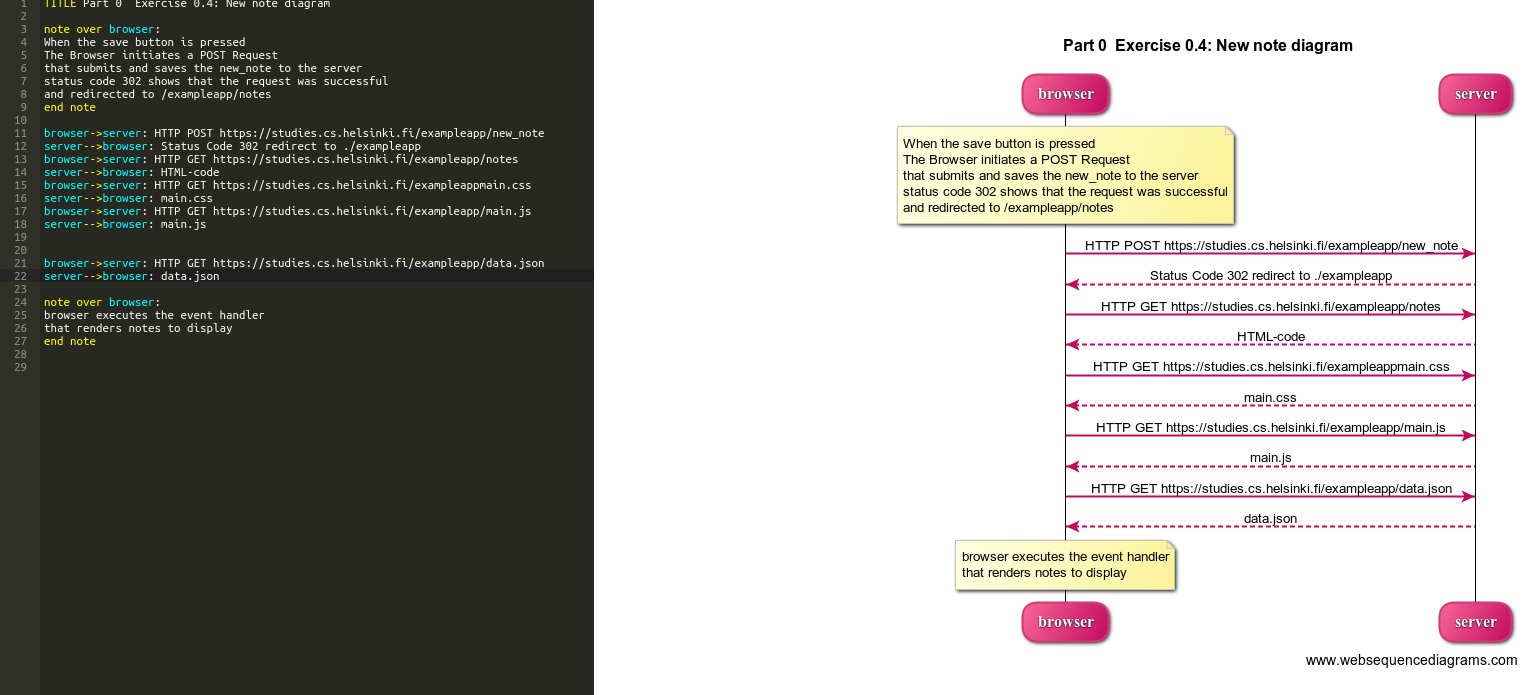 1 TITLE Part 0  Exercise 0.4: New note diagram
2
3 note over browser:
4 When the save button is pressed
5 The Browser initiates a POST Request
6 that submits and saves the new_note to the server
7 status code 302 shows that the request was successful
8 and redirected to /exampleapp/notes
9 end note
10
11 browser->server: HTTP POST https://studies.cs.helsinki.fi/exampleapp/new_note
12 server-->browser: Status Code 302 redirect to ./exampleapp
13 browser->server: HTTP GET https://studies.cs.helsinki.fi/exampleapp/notes
14 server-->browser: HTML-code
15 browser->server: HTTP GET https://studies.cs.helsinki.fi/exampleappmain.css
16 server-->browser: main.css
17 browser->server: HTTP GET https://studies.cs.helsinki.fi/exampleapp/main.js
18 server-->browser: main.js
19
20
21 browser->server: HTTP GET https://studies.cs.helsinki.fi/exampleapp/data.json
22 server-->browser: data.json
23
24 note over browser:
25 browser executes the event handler
26 that renders notes to display
27 end note
28
29
Part 0  Exercise 0.4: New note diagram
browser server
When the save button is pressed
The Browser initiates a POST Request
that submits and saves the new_note to the server
status code 302 shows that the request was successful
and redirected to /exampleapp/notes
HTTP POST https://studies.cs.helsinki.fi/exampleapp/new_note
Status Code 302 redirect to ./exampleapp
HTTP GET https://studies.cs.helsinki.fi/exampleapp/notes
HTML-code
HTTP GET https://studies.cs.helsinki.fi/exampleappmain.css
main.css
HTTP GET https://studies.cs.helsinki.fi/exampleapp/main.js
main.js
HTTP GET https://studies.cs.helsinki.fi/exampleapp/data.json
data.json
browser executes the event handler
that renders notes to display
browser server
www.websequencediagrams.com